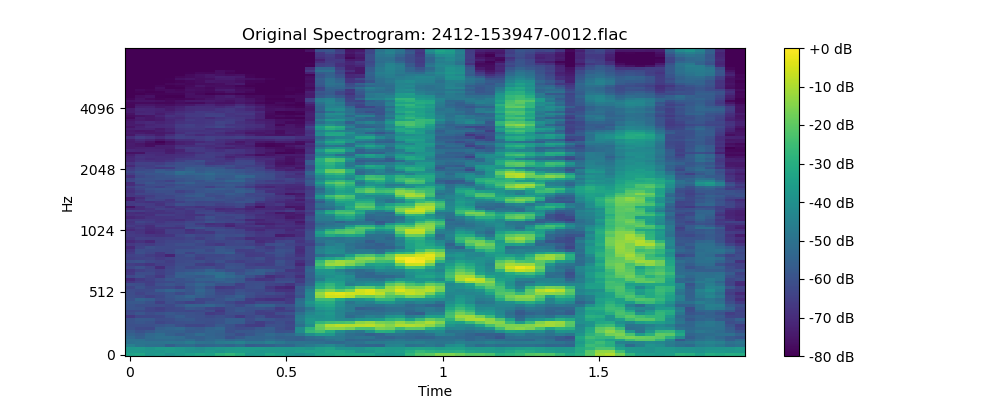 Original Spectrogram: 2412-153947-0012.flac
Hz
4096
2048
1024
512
0
0
0.5
1
1.5
Time
+0 dB
-10 dB
-20 dB
-30 dB
-40 dB
-50 dB
-60 dB
-70 dB
-80 dB